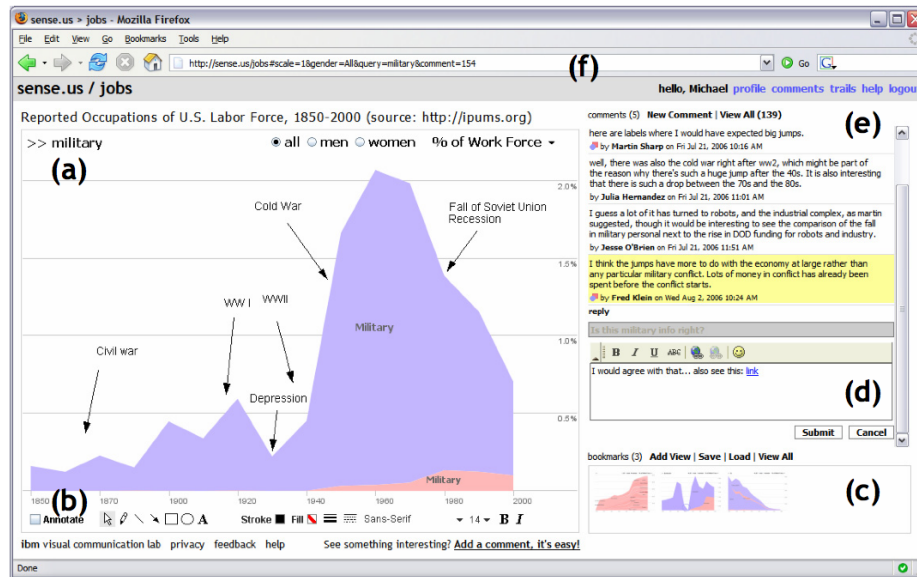 sense.us > jobs - Mozilla Firefox
File Edit View Go Bookmarks Tools Help
http://sense.us/jobs#scale=1&gender=All&query=military&comment=154
(f)
Go
G
sense.us / jobs
hello, Michael profile comments trails help logou
Reported Occupations of U.S. Labor Force, 1850-2000 (source: http://ipums.org)
>> military
all men women
% of Work Force
(a)
2.0%
Cold War
Fall of Soviet Union
Recession
1.5%
WW I
WWII
Military
1.0%
Civil war
Depression
0.5%
Military
1850 1870 1900 1920 1940 1960 1980 2000
(b)
Annotate
A
Stroke Fill
Sans-Serif
14
B I
ibm visual communication lab privacy feedback help
See something interesting? Add a comment, it's easy!
comments (5) New Comment | View All (139)
(e)
here are labels where I would have expected big jumps.
by Martin Sharp on Fri Jul 21, 2006 10:16 AM
well, there was also the cold war right after ww2, which might be part of
the reason why there's such a huge jump after the 40s. It is also interesting
that there is such a drop between the 70s and the 80s.
by Julia Hernandez on Fri Jul 21, 2006 11:01 AM
I guess a lot of it has turned to robots, and the industrial complex, as martin
suggested, though it would be interesting to see the comparison of the fall
in military personal next to the rise in DOD funding for robots and industry.
by Jesse O'Brien on Fri Jul 21, 2006 11:51 AM
I think the jumps have more to do with the economy at large rather than
any particular military conflict. Lots of money in conflict has already been
spent before the conflict starts.
by Fred Klein on Wed Aug 2, 2006 10:24 AM
reply
Is this military info right?
B I U ABC
I would agree with that... also see this: link
(d)
Submit Cancel
bookmarks (3) Add View | Save | Load | View All
(c)
Done